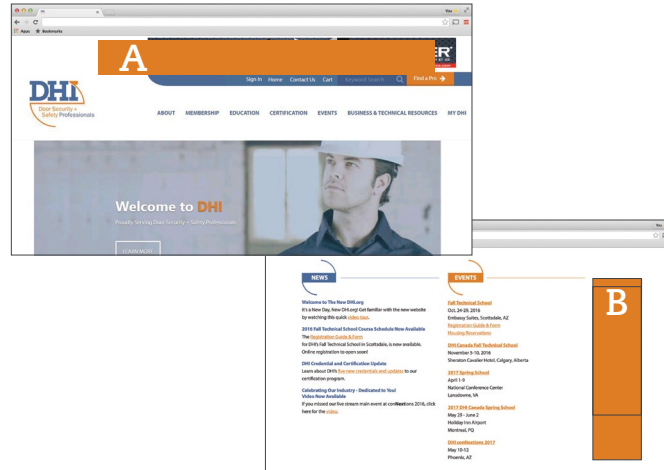 DHI
You
Apps Bookmarks
A
ER
Sign In Home Contact Us Cart Keyword Search Find a Pro
DHI
Door Security +
Safety Professionals
ABOUT MEMBERSHIP EDUCATION CERTIFICATION EVENTS BUSINESS & TECHNICAL RESOURCES MY DHI
Welcome to DHI
Proudly Serving Door Security + Safety Professionals
LEARN MORE
You
NEWS
Welcome to The New DHI.org
It's a New Day, New DHI.org! Get familiar with the new website
by watching this quick video tour.
2016 Fall Technical School Course Schedule Now Available
The Registration Guide & Form
for DHI's Fall Technical School in Scottsdale, is now available.
Online registration to open soon!
DHI Credential and Certification Update
Learn about DHI's five new credentials and updates to our
certification program.
Celebrating Our Industry - Dedicated to You!
Video Now Available
If you missed our live stream main event at conNextions 2016, click
here for the video.
EVENTS
Fall Technical School
Oct. 24-29, 2016
Embassy Suites, Scottsdale, AZ
Registration Guide & Form
Housing Reservations
DHI Canada Fall Technical School
November 5-10, 2016
Sheraton Cavalier Hotel, Calgary, Alberta
2017 Spring School
April 1-9
National Conference Center
Lansdowne, VA
2017 DHI Canada Spring School
May 29 - June 2
Holiday Inn Airport
Montreal, PQ
DHI conNextions 2017
May 10-12
Phoenix, AZ
B